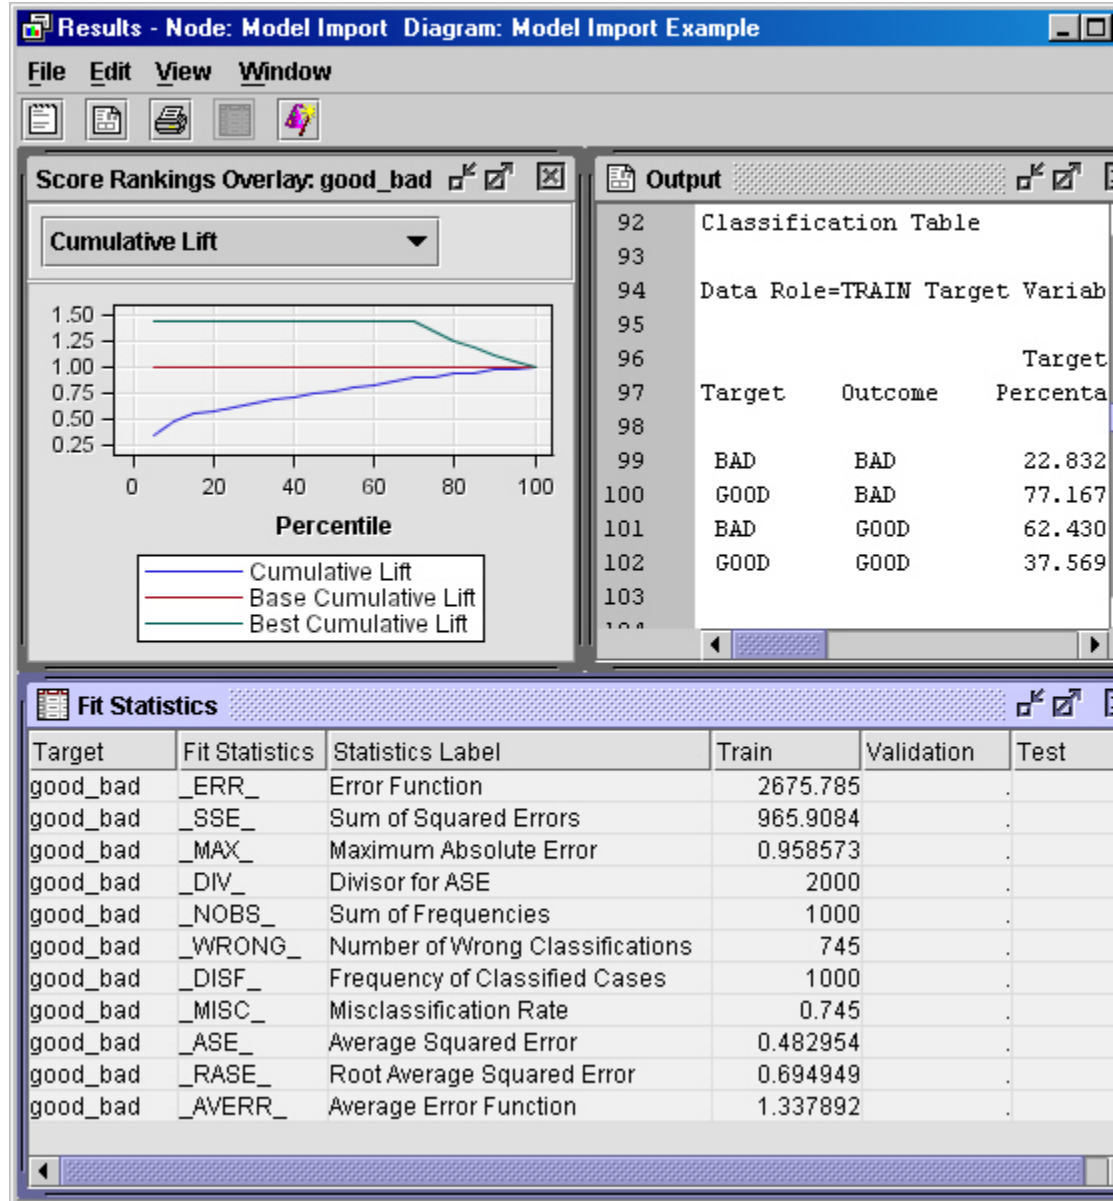 Results - Node: Model Import Diagram: Model Import Example
File Edit View Window
Score Rankings Overlay: good_bad
Cumulative Lift
1.50
1.25
1.00
0.75
0.50
0.25
0 20 40 60 80 100
Percentile
Cumulative Lift
Base Cumulative Lift
Best Cumulative Lift
Output
92 Classification Table
93
94 Data Role=TRAIN Target Variab
95
96 Target
97 Target Outcome Percenta
98
99 BAD BAD 22.832
100 GOOD BAD 77.167
101 BAD GOOD 62.430
102 GOOD GOOD 37.569
103
Fit Statistics
Target Fit Statistics Statistics Label Train Validation Test
good_bad _ERR_ Error Function 2675.785 .
good_bad _SSE_ Sum of Squared Errors 965.9084 .
good_bad _MAX_ Maximum Absolute Error 0.958573 .
good_bad _DIV_ Divisor for ASE 2000 .
good_bad _NOBS_ Sum of Frequencies 1000 .
good_bad _WRONG_ Number of Wrong Classifications 745 .
good_bad _DISF_ Frequency of Classified Cases 1000 .
good_bad _MISC_ Misclassification Rate 0.745 .
good_bad _ASE_ Average Squared Error 0.482954 .
good_bad _RASE_ Root Average Squared Error 0.694949 .
good_bad _AVERR_ Average Error Function 1.337892 .